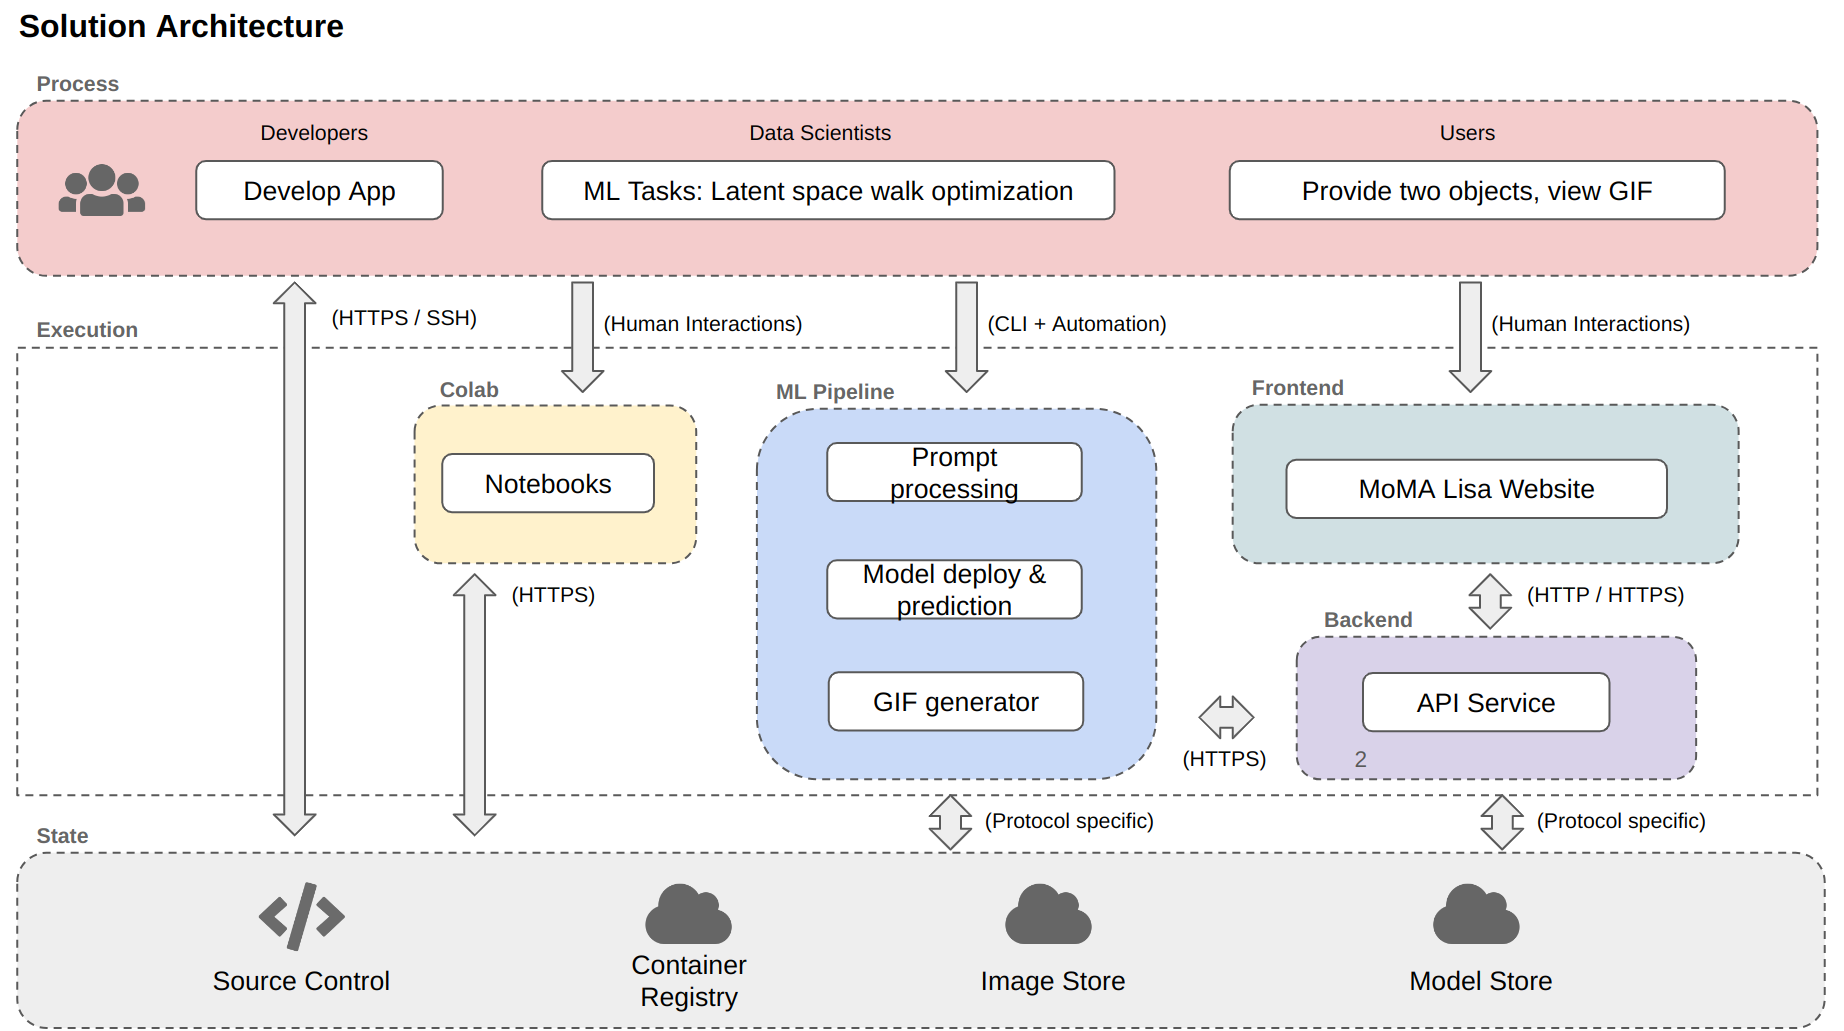 Solution Architecture
Process
Developers
Data Scientists
Users
Develop App
ML Tasks: Latent space walk optimization
Provide two objects, view GIF
(HTTPS / SSH)
(Human Interactions)
(CLI + Automation)
(Human Interactions)
Execution
Colab
ML Pipeline
Frontend
Notebooks
Prompt
processing
MoMA Lisa Website
Model deploy &
prediction
(HTTPS)
(HTTP / HTTPS)
Backend
GIF generator
API Service
(HTTPS)
2
(Protocol specific)
(Protocol specific)
State
Source Control
Container
Registry
Image Store
Model Store